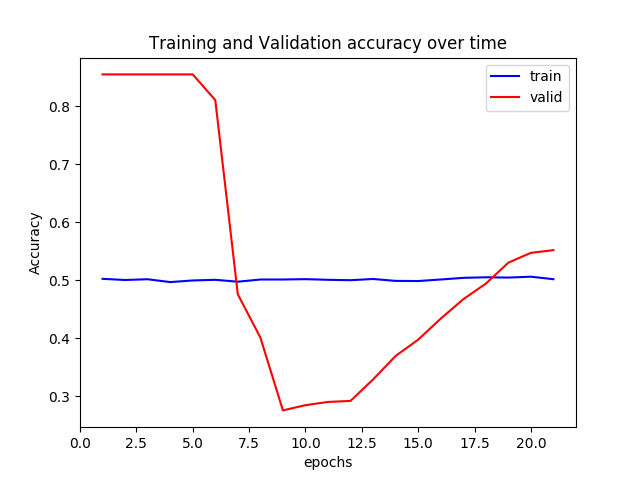 Training and Validation accuracy over time
train
valid
0.8
0.7
0.6
0.5
0.4
0.3
Accuracy
0.0 2.5 5.0 7.5 10.0 12.5 15.0 17.5 20.0
epochs